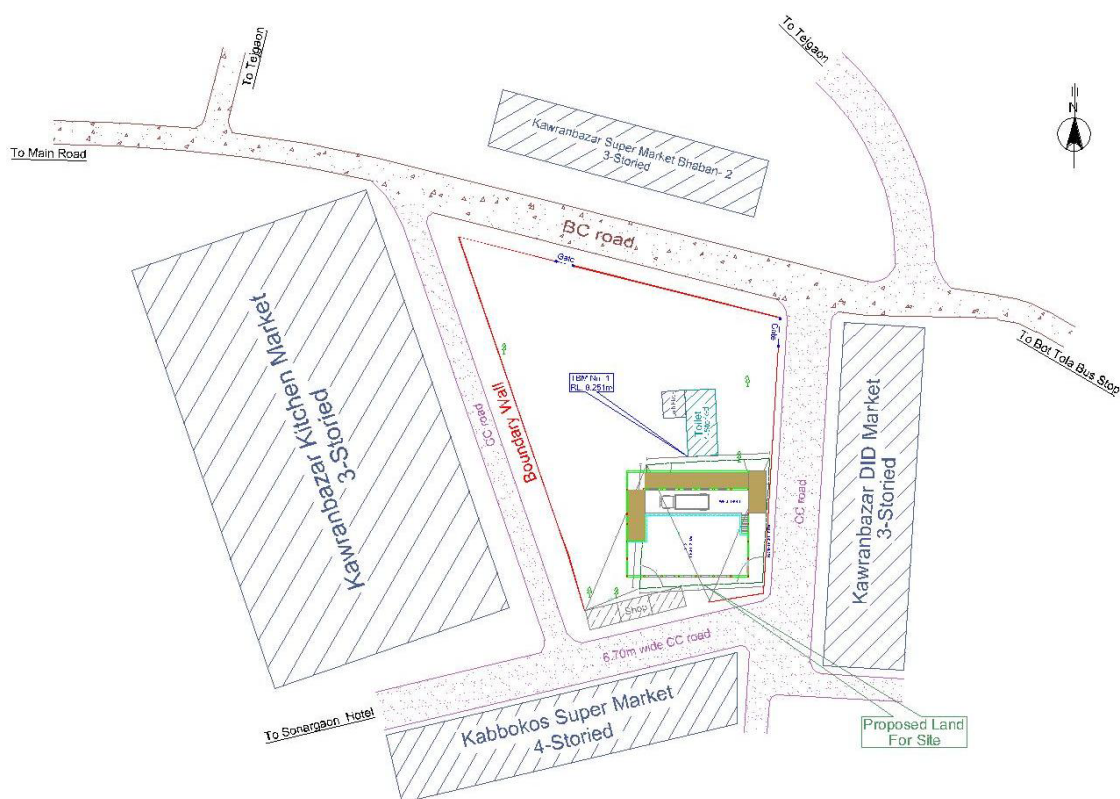 To Tejgaon
To Tejgaon
N
To Main Road
Kawranbazar Super Market Bhaban- 2
3-Storied
BC road
Gate
Gate
To Bot Tola Bus Stop
Kawranbazar Kitchen Market
3-Storied
CC road
Boundary Wall
TBM No. 1
RL. 8.251m
Toilet
CC road
Kawranbazar DID Market
3-Storied
Shop
5.70m wide CC road
To Sonargaon Hotel
Kabbokos Super Market
4-Storied
Proposed Land
For Site